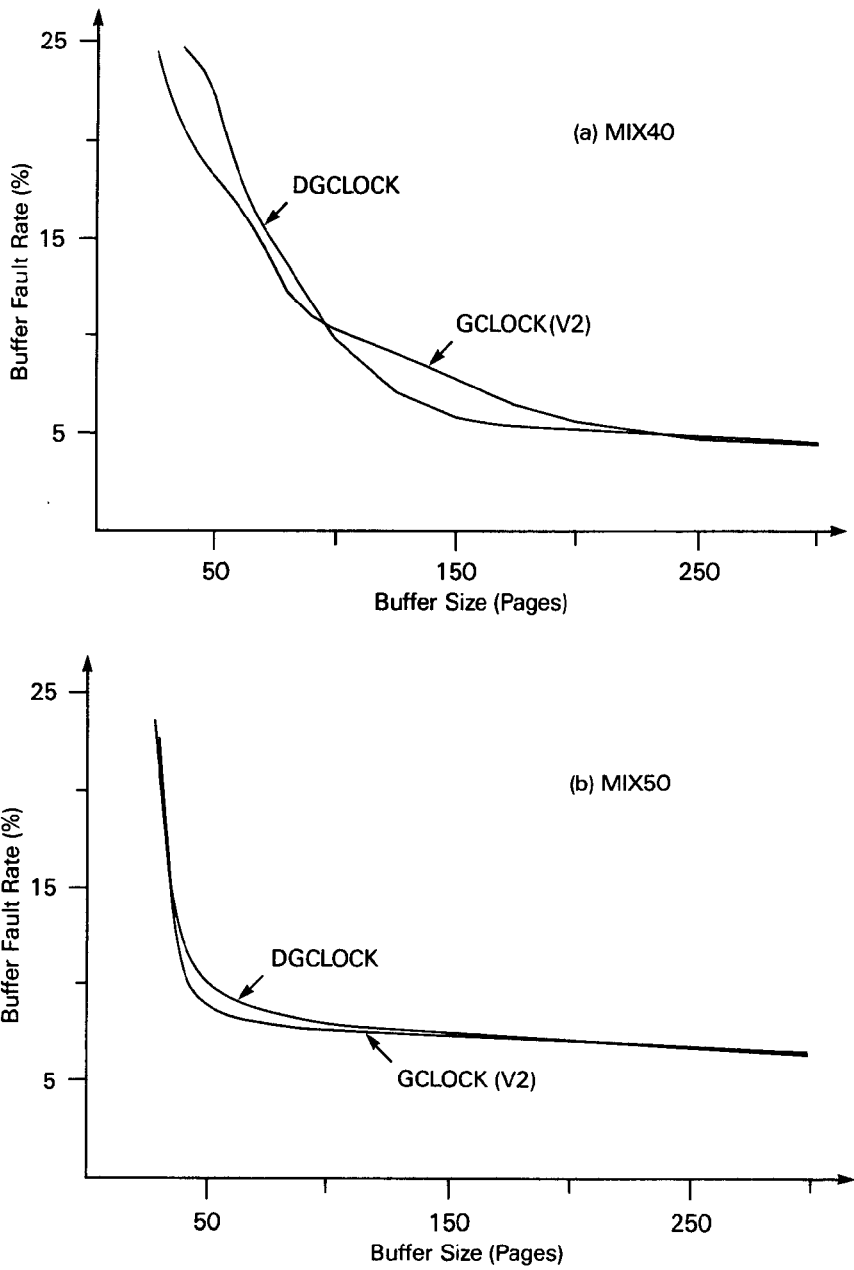 25
15
5
Buffer Fault Rate (%)
(a) MIX40
DGCLOCK
GCLOCK(V2)
50
150
250
Buffer Size (Pages)
25
15
5
Buffer Fault Rate (%)
(b) MIX50
DGCLOCK
GCLOCK (V2)
50
150
250
Buffer Size (Pages)